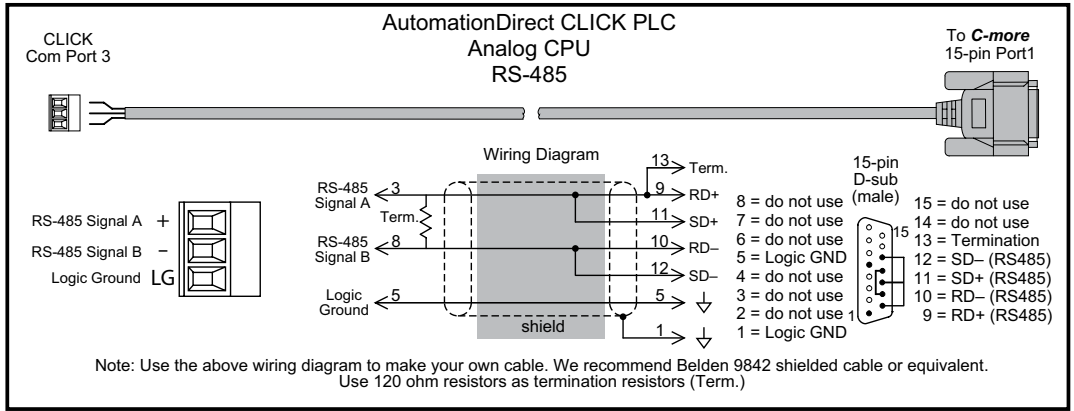 AutomationDirect CLICK PLC
Analog CPU
RS-485
CLICK
Com Port 3
To C-more
15-pin Port1
Wiring Diagram
RS-485 Signal A +
RS-485 Signal B –
Logic Ground LG
RS-485
Signal A
3
Term.
RS-485
Signal B
8
Logic
Ground
5
shield
13
Term.
9
RD+
11
SD+
10
RD–
12
SD–
5
1
8 = do not use
7 = do not use
6 = do not use
5 = Logic GND
4 = do not use
3 = do not use
2 = do not use
1 = Logic GND
15-pin
D-sub
(male)
15
1
15 = do not use
14 = do not use
13 = Termination
12 = SD– (RS485)
11 = SD+ (RS485)
10 = RD– (RS485)
9 = RD+ (RS485)
Note: Use the above wiring diagram to make your own cable. We recommend Belden 9842 shielded cable or equivalent.
Use 120 ohm resistors as termination resistors (Term.)